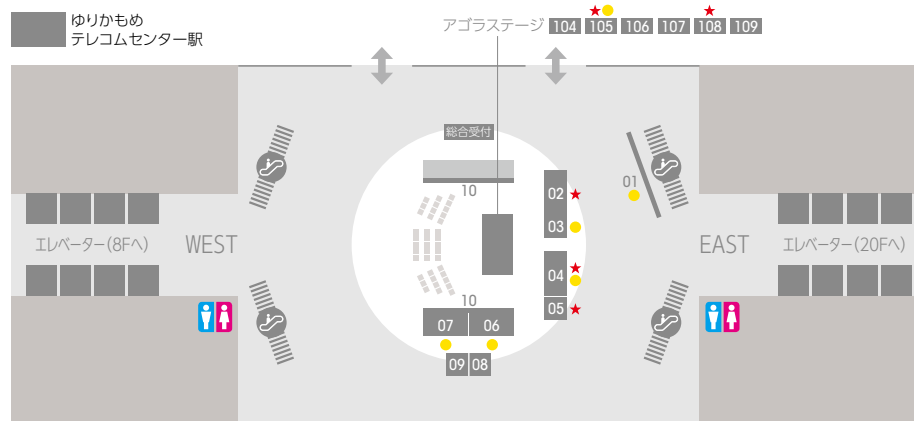 ゆりかもめ
テレコムセンター駅
アゴラステージ 104 105 106 107 108 109
総合受付
10
01
02
03
エレベーター(8Fへ) WEST
EAST エレベーター(20Fへ)
04
10
05
07 06
09 08